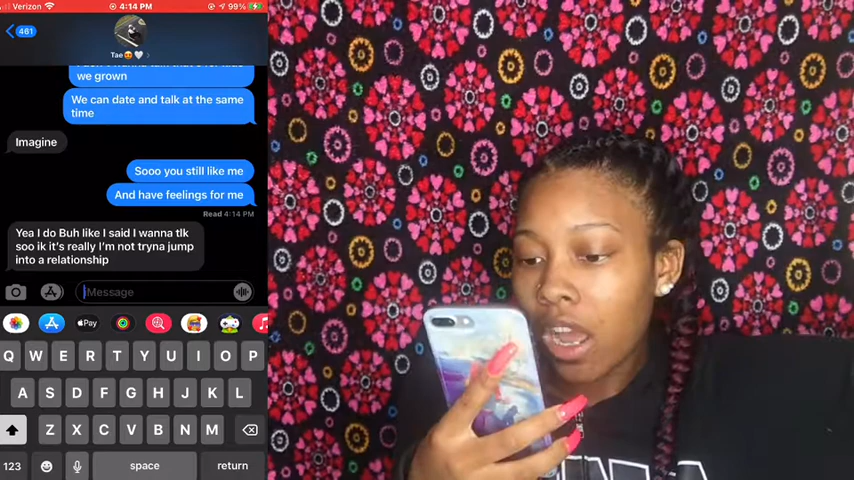 Verizon 4:14 PM 99%
461
Tae
we grown
We can date and talk at the same
time
Imagine
Sooo you still like me
And have feelings for me
Read 4:14 PM
Yea I do Buh like I said I wanna tlk
soo ik it's really I'm not tryna jump
into a relationship
Message
Pay
Q W E R T Y U I O P
A S D F G H J K L
Z X C V B N M
123 space return